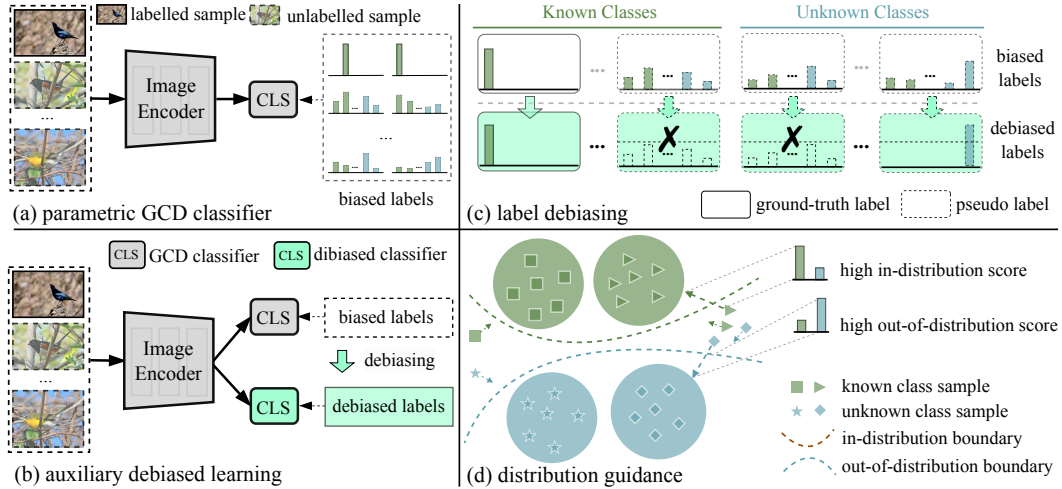 labelled sample
unlabelled sample
Image
Encoder
CLS
...
...
...
...
...
...
...
biased labels
(a) parametric GCD classifier
Known Classes
Unknown Classes
...
...
...
...
...
biased
labels
...
✗
...
✗
...
...
debiased
labels
ground-truth label
pseudo label
(c) label debiasing
CLS
GCD classifier
CLS
dibiased classifier
...
Image
Encoder
CLS
biased labels
debiasing
CLS
debiased labels
(b) auxiliary debiased learning
high in-distribution score
high out-of-distribution score
known class sample
unknown class sample
in-distribution boundary
out-of-distribution boundary
(d) distribution guidance